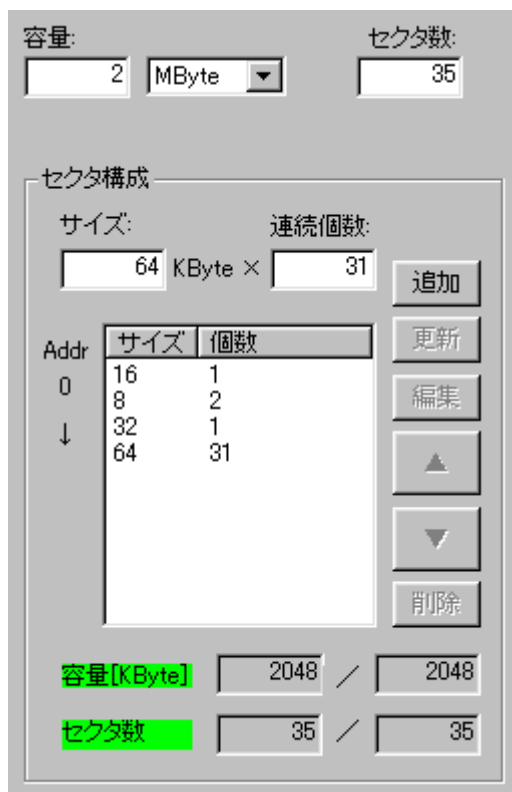 容量: セクタ数:
2 MByte 35
セクタ構成
サイズ: 連続個数:
64 KByte × 31
追加
更新
編集
▲
▼
削除
Addr
0
↓
サイズ 個数
16 1
8 2
32 1
64 31
容量[KByte] 2048 / 2048
セクタ数 35 / 35